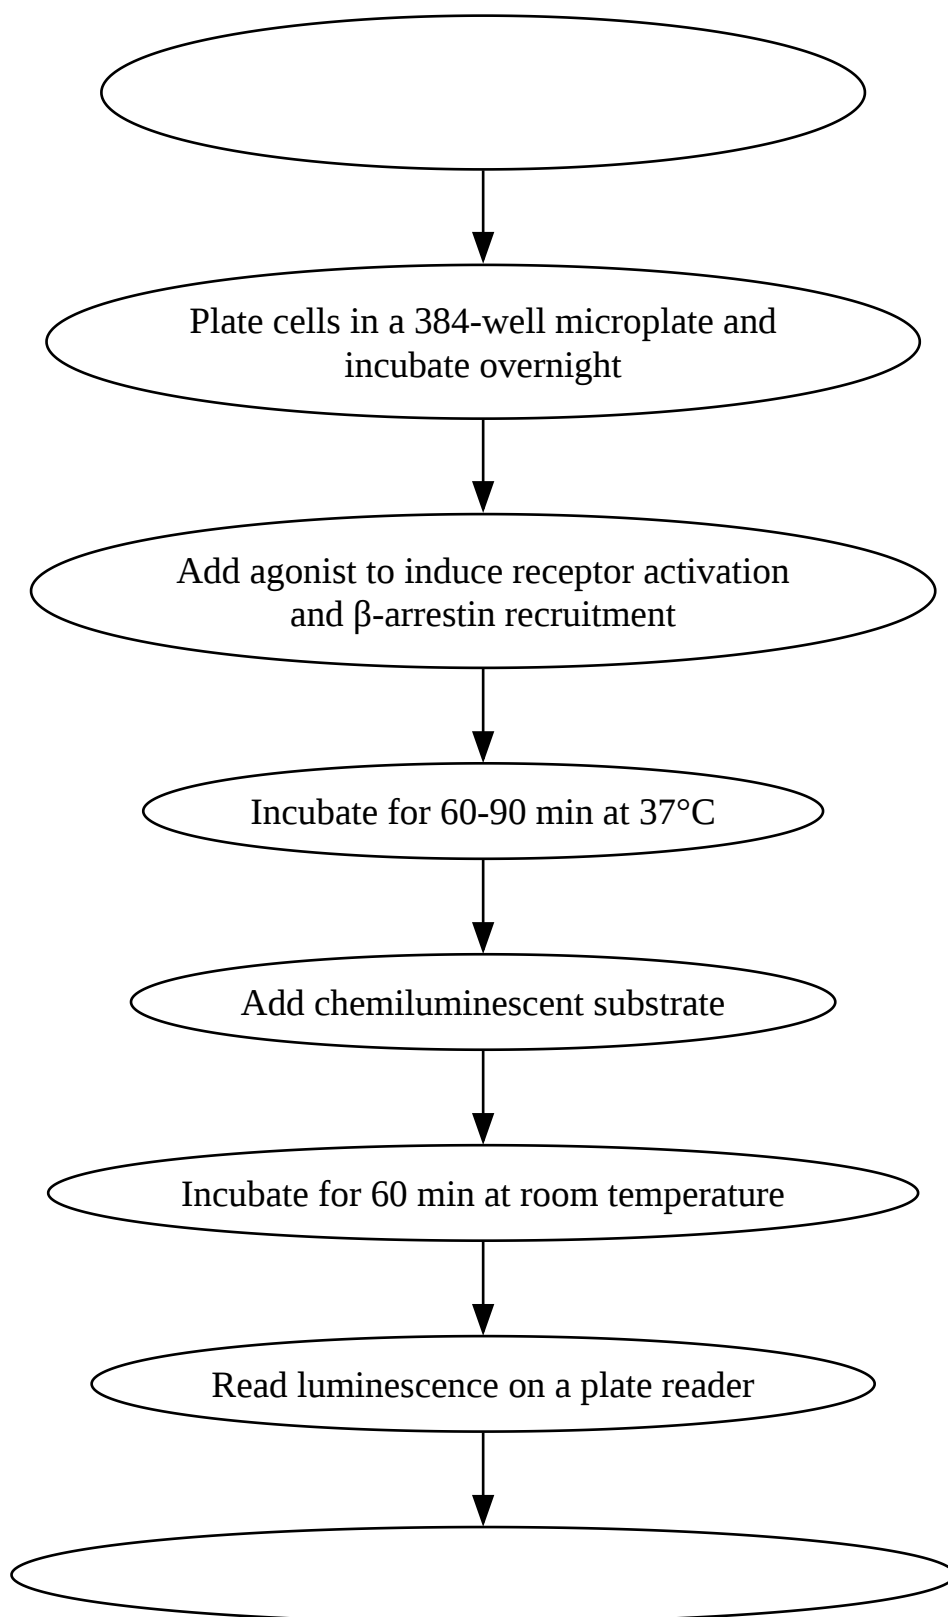 Plate cells in a 384-well microplate and
incubate overnight
Add agonist to induce receptor activation
and β-arrestin recruitment
Incubate for 60-90 min at 37°C
Add chemiluminescent substrate
Incubate for 60 min at room temperature
Read luminescence on a plate reader